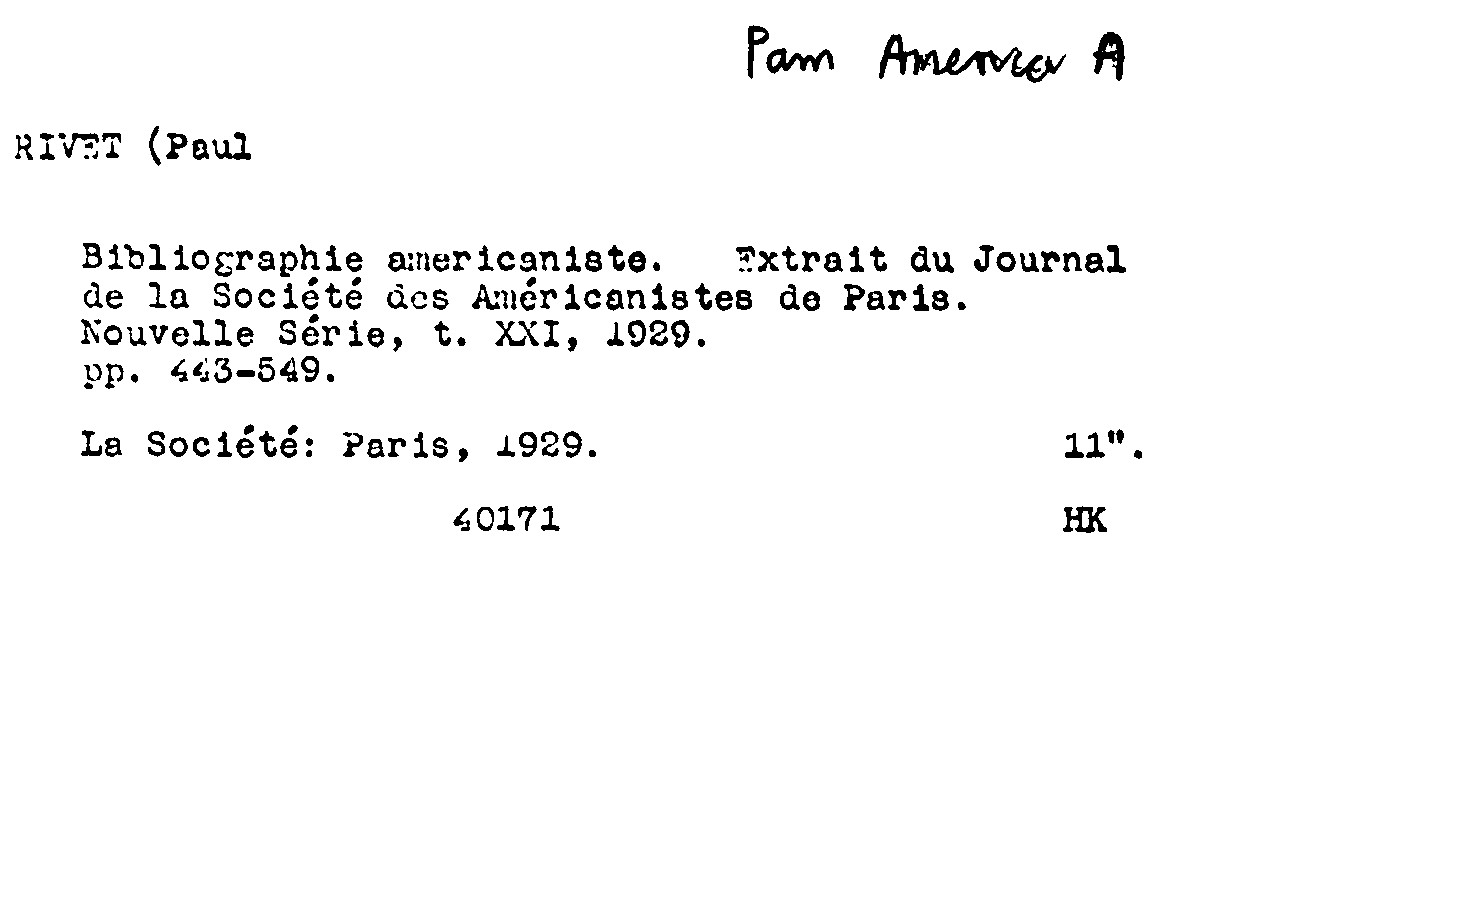 Pam America A
RIVET (Paul
Bibliographie americaniste. Extrait du Journal
de la Société des Américanistes de Paris.
Nouvelle Série, t. XXI, 1929.
pp. 443-549.
La Société: Paris, 1929. 11".
40171 HK